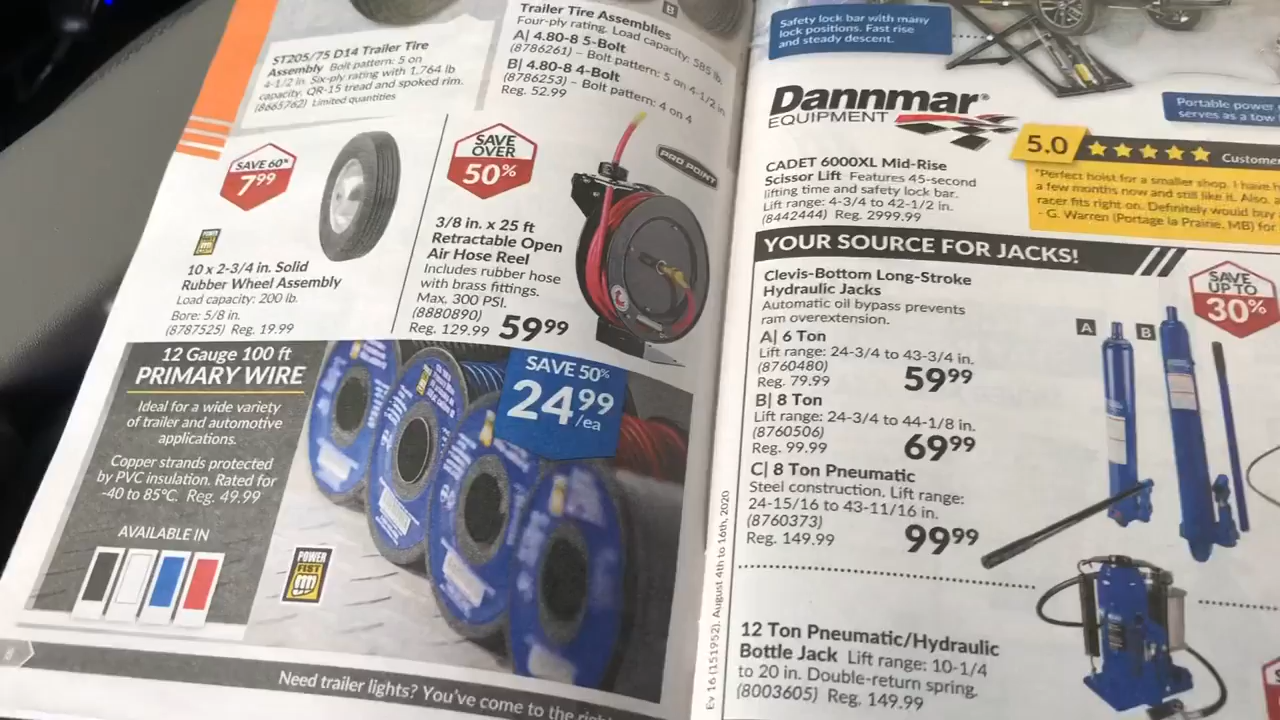 ST205/75 D14 Trailer Tire
Assembly Bolt pattern: 5 on
4-1/2 in. Six-ply rating with 1,764 lb
capacity. QR-15 tread and spoked rim.
(8665762) Limited quantities
B
Trailer Tire Assemblies
Four-ply rating. Load capacity: 585 lb.
A| 4.80-8 5-Bolt
(8786261) – Bolt pattern: 5 on 4-1/2 in
B| 4.80-8 4-Bolt
(8786253) – Bolt pattern: 4 on 4
Reg. 52.99
SAVE 60%
7.99
10 x 2-3/4 in. Solid
Rubber Wheel Assembly
Load capacity: 200 lb.
Bore: 5/8 in.
(8787525) Reg. 19.99
SAVE
OVER
50%
PRO POINT
3/8 in. x 25 ft
Retractable Open
Air Hose Reel
Includes rubber hose
with brass fittings.
Max. 300 PSI.
(8880890)
Reg. 129.99 59.99
12 Gauge 100 ft
PRIMARY WIRE
Ideal for a wide variety
of trailer and automotive
applications.
Copper strands protected
by PVC insulation. Rated for
-40 to 85°C. Reg. 49.99
AVAILABLE IN
SAVE 50%
24.99
/ea
POWER
FIST
Need trailer lights? You've come to the
Ev 16 (151952). August 4th to 16th, 2020
Safety lock bar with many
lock positions. Fast rise
and steady descent.
Portable power
serves as a tow
Dannmar®
EQUIPMENT
5.0
Custome
CADET 6000XL Mid-Rise
Scissor Lift Features 45-second
lifting time and safety lock bar.
Lift range: 4-3/4 to 42-1/2 in.
(8442444) Reg. 2999.99
"Perfect hoist for a smaller shop. I have
a few months now and still like it. Also,
racer fits right on. Definitely would buy
- G. Warren (Portage la Prairie, MB) for
YOUR SOURCE FOR JACKS!
Clevis-Bottom Long-Stroke
Hydraulic Jacks
Automatic oil bypass prevents
ram overextension.
A| 6 Ton
Lift range: 24-3/4 to 43-3/4 in.
(8760480)
Reg. 79.99 59.99
B| 8 Ton
Lift range: 24-3/4 to 44-1/8 in.
(8760506)
Reg. 99.99 69.99
C| 8 Ton Pneumatic
Steel construction. Lift range:
24-15/16 to 43-11/16 in.
(8760373)
Reg. 149.99 99.99
A
B
SAVE
UP TO
30%
12 Ton Pneumatic/Hydraulic
Bottle Jack Lift range: 10-1/4
to 20 in. Double-return spring.
(8003605) Reg. 149.99